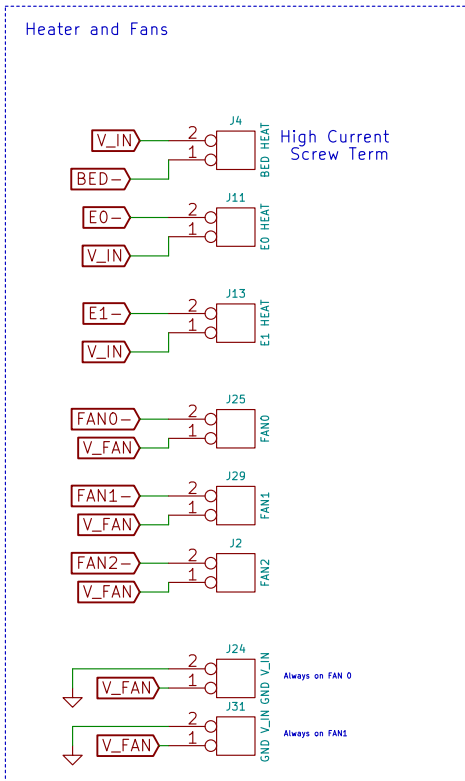 Heater and Fans
J4
V_IN 2
BED- 1
BED HEAT
High Current
Screw Term
J11
E0- 2
V_IN 1
E0 HEAT
J13
E1- 2
V_IN 1
E1 HEAT
J25
FAN0- 2
V_FAN 1
FAN0
J29
FAN1- 2
V_FAN 1
FAN1
J2
FAN2- 2
V_FAN 1
FAN2
J24
2
V_FAN 1
GND V_IN
Always on FAN 0
J31
2
V_FAN 1
GND V_IN
Always on FAN1